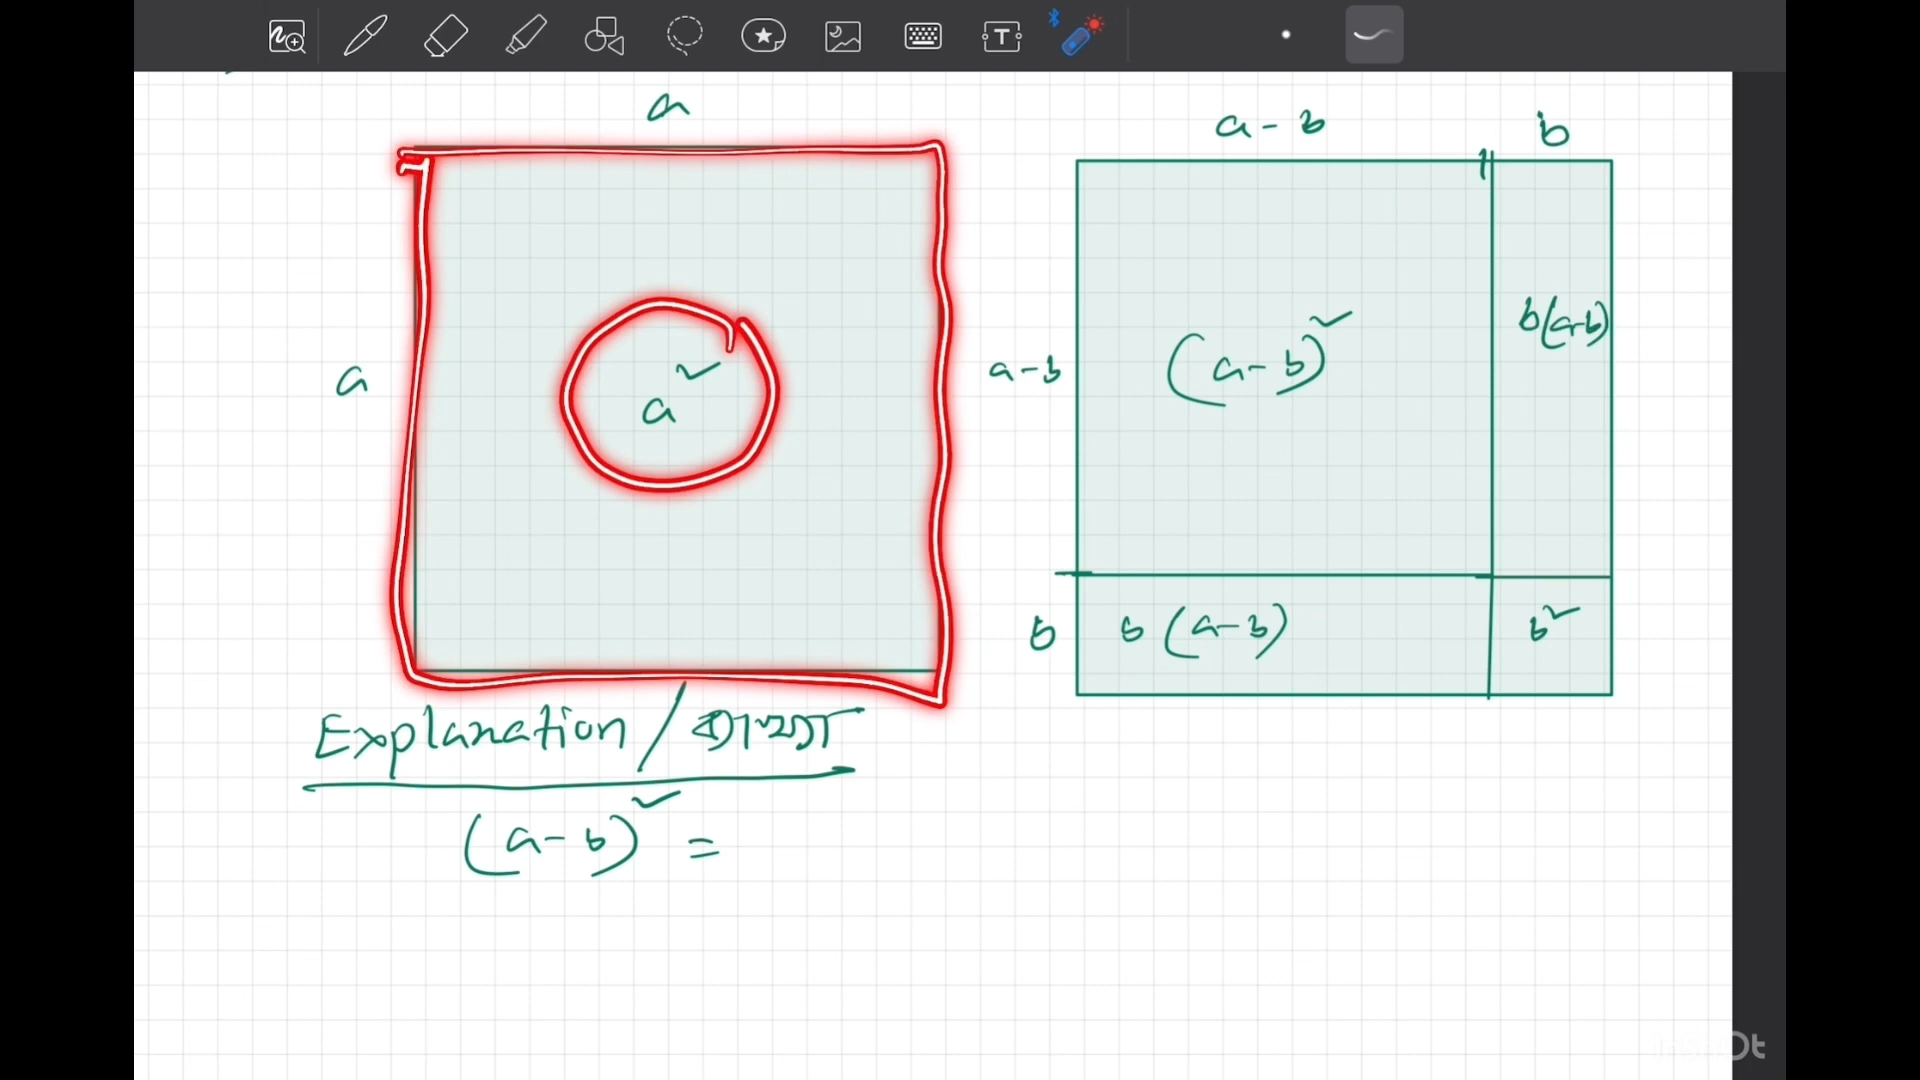 a
a - b b
a
a²
a-b
(a-b)²
b(a-b)
b
b (a-b)
b²
Explanation / ব্যাখ্যা
(a-b)² =